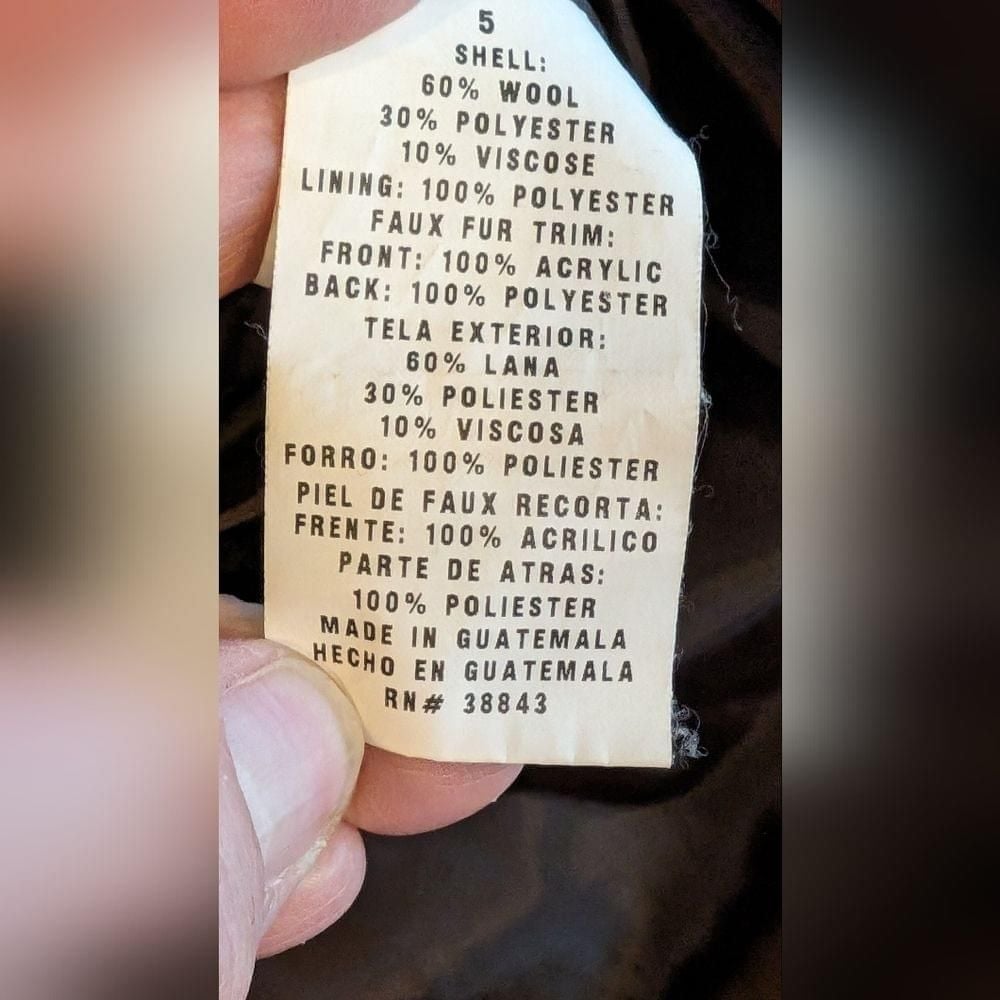 5
SHELL:
60% WOOL
30% POLYESTER
10% VISCOSE
LINING: 100% POLYESTER
FAUX FUR TRIM:
FRONT: 100% ACRYLIC
BACK: 100% POLYESTER
TELA EXTERIOR:
60% LANA
30% POLIESTER
10% VISCOSA
FORRO: 100% POLIESTER
PIEL DE FAUX RECORTA:
FRENTE: 100% ACRILICO
PARTE DE ATRAS:
100% POLIESTER
MADE IN GUATEMALA
HECHO EN GUATEMALA
RN# 38843